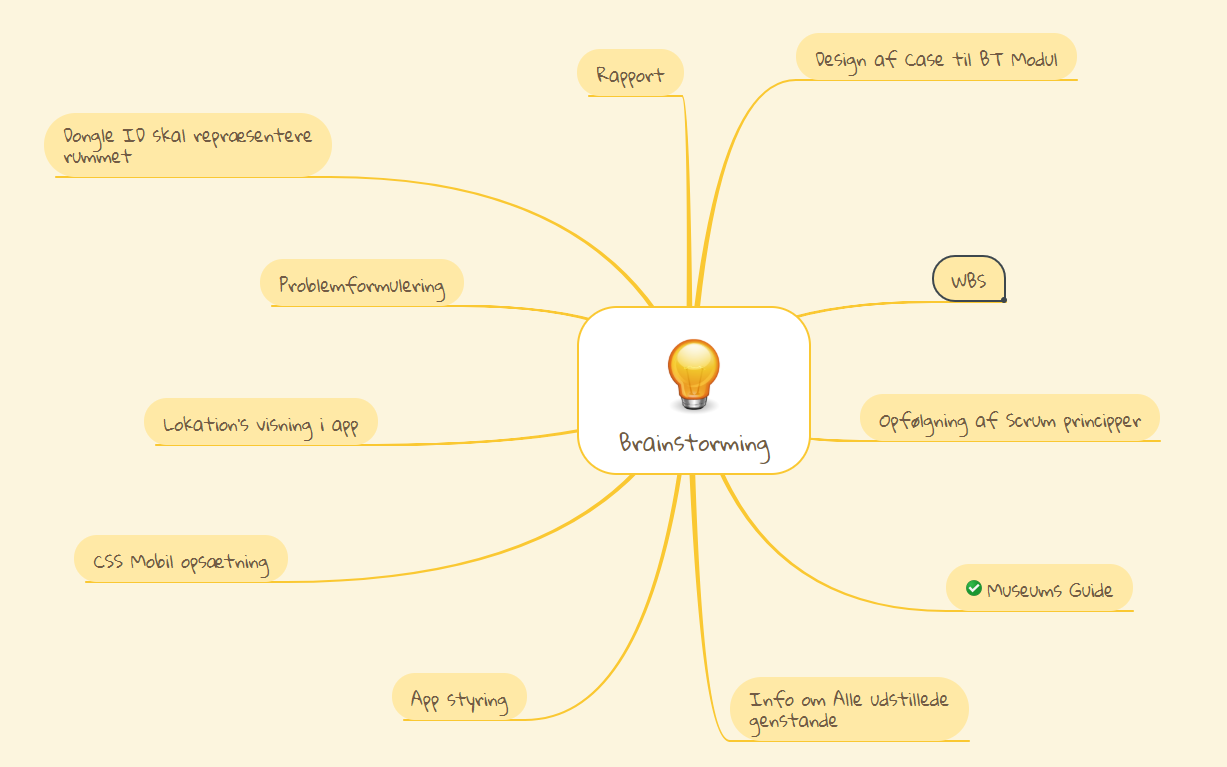 Rapport
Design af Case til BT Modul
Dongle ID skal repræsentere
rummet
WBS
Problemformulering
Lokation's visning i app
Brainstorming
Opfølgning af Scrum principper
CSS Mobil opsætning
Museums Guide
App styring
Info om Alle udstillede
genstande